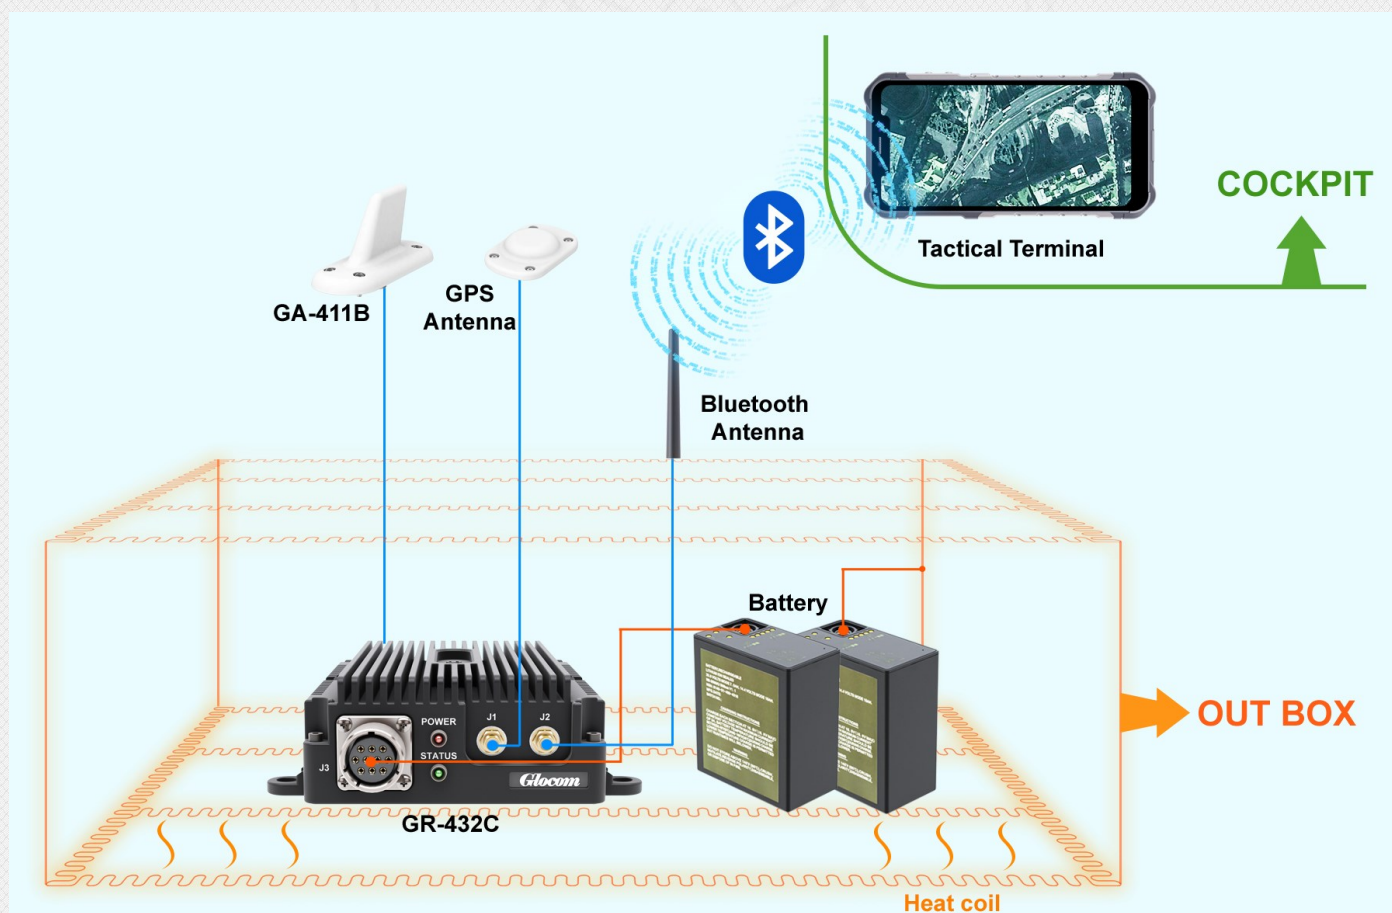 COCKPIT
Tactical Terminal
GA-411B
GPS
Antenna
Bluetooth
Antenna
Battery
POWER
STATUS
J1
J2
J3
Glocom
GR-432C
OUT BOX
Heat coil